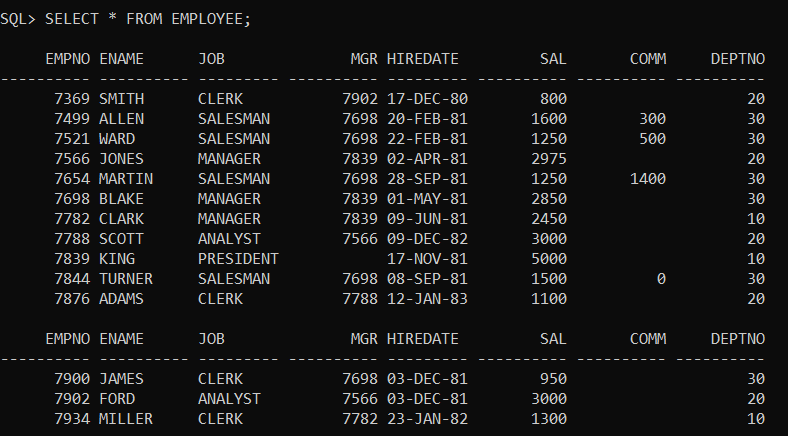 SQL> SELECT * FROM EMPLOYEE;
     EMPNO ENAME      JOB              MGR HIREDATE         SAL       COMM     DEPTNO
---------- ---------- --------- ---------- --------- ---------- ---------- ----------
      7369 SMITH      CLERK           7902 17-DEC-80        800                    20
      7499 ALLEN      SALESMAN        7698 20-FEB-81       1600        300         30
      7521 WARD       SALESMAN        7698 22-FEB-81       1250        500         30
      7566 JONES      MANAGER         7839 02-APR-81       2975                    20
      7654 MARTIN     SALESMAN        7698 28-SEP-81       1250       1400         30
      7698 BLAKE      MANAGER         7839 01-MAY-81       2850                    30
      7782 CLARK      MANAGER         7839 09-JUN-81       2450                    10
      7788 SCOTT      ANALYST         7566 09-DEC-82       3000                    20
      7839 KING       PRESIDENT            17-NOV-81       5000                    10
      7844 TURNER     SALESMAN        7698 08-SEP-81       1500          0         30
      7876 ADAMS      CLERK           7788 12-JAN-83       1100                    20
     EMPNO ENAME      JOB              MGR HIREDATE         SAL       COMM     DEPTNO
---------- ---------- --------- ---------- --------- ---------- ---------- ----------
      7900 JAMES      CLERK           7698 03-DEC-81        950                    30
      7902 FORD       ANALYST         7566 03-DEC-81       3000                    20
      7934 MILLER     CLERK           7782 23-JAN-82       1300                    10